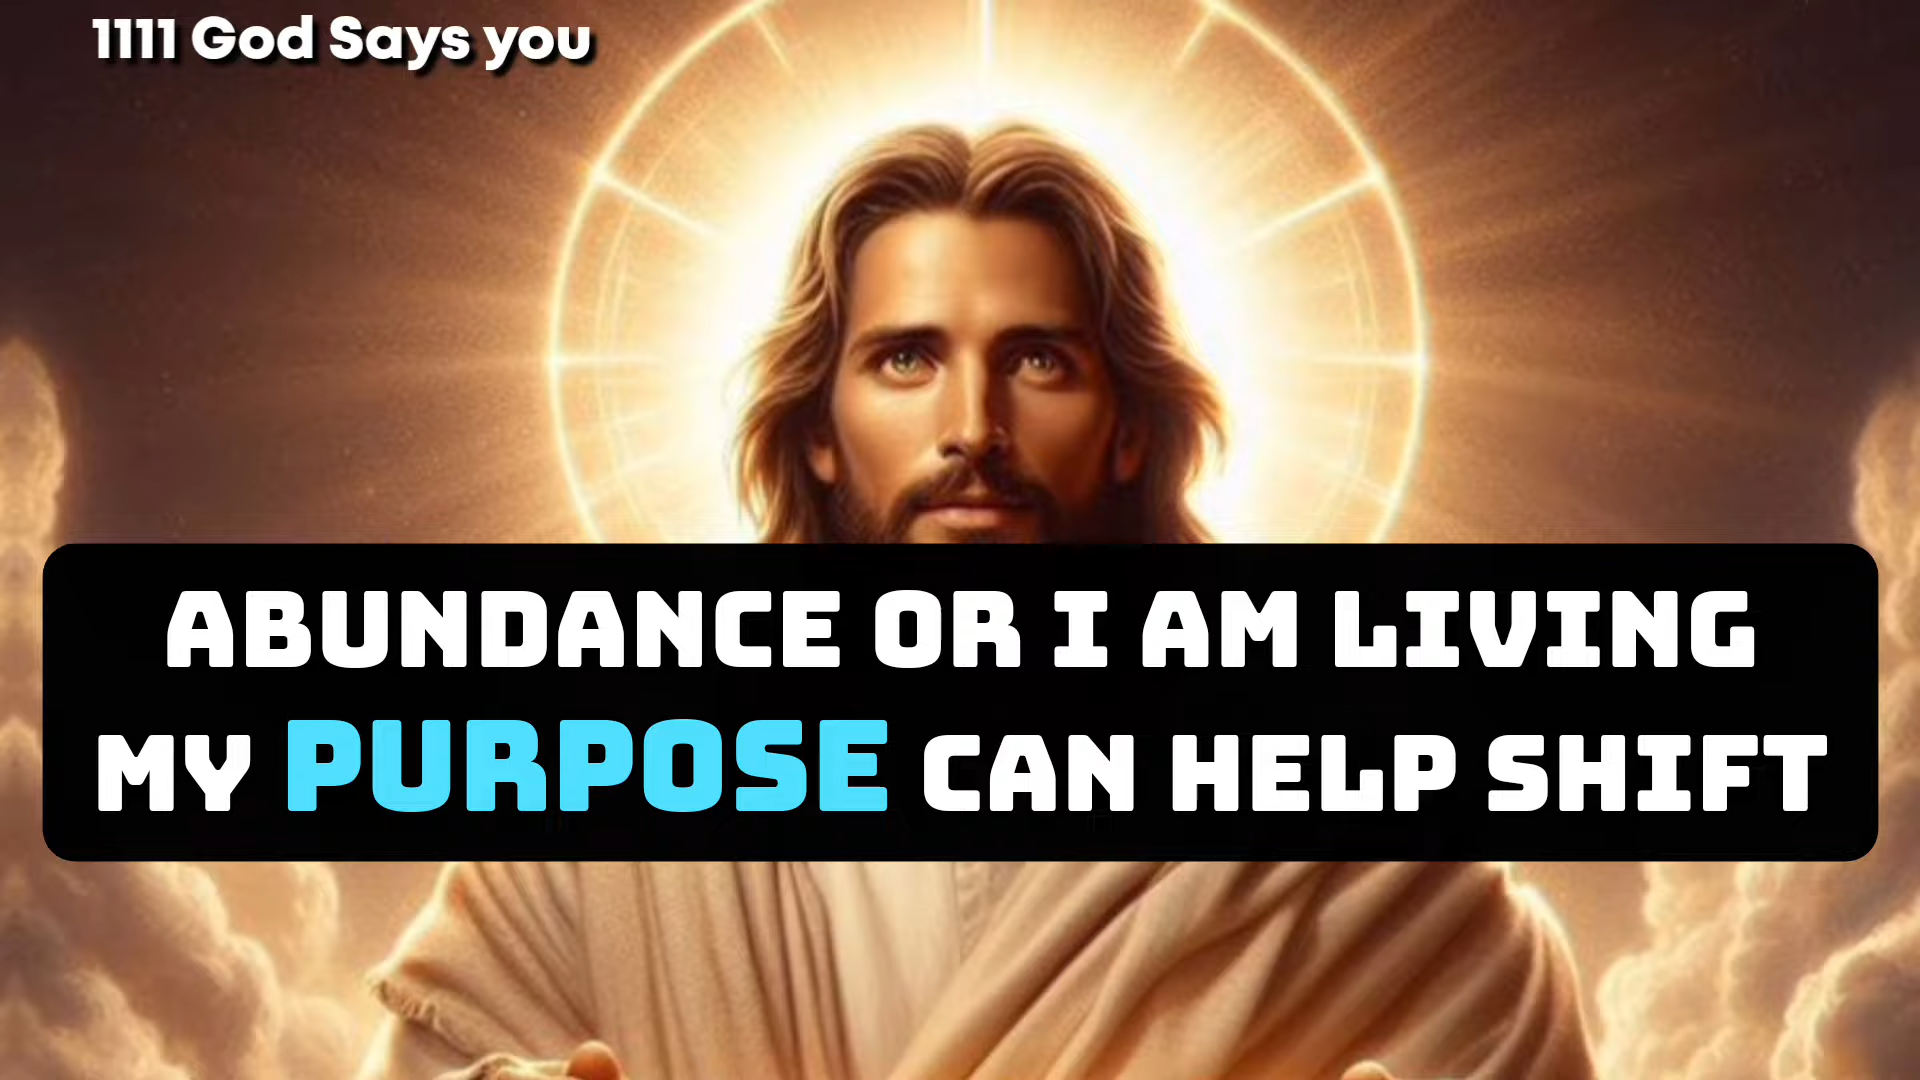 1111 God Says you
ABUNDANCE OR I AM LIVING
MY PURPOSE CAN HELP SHIFT